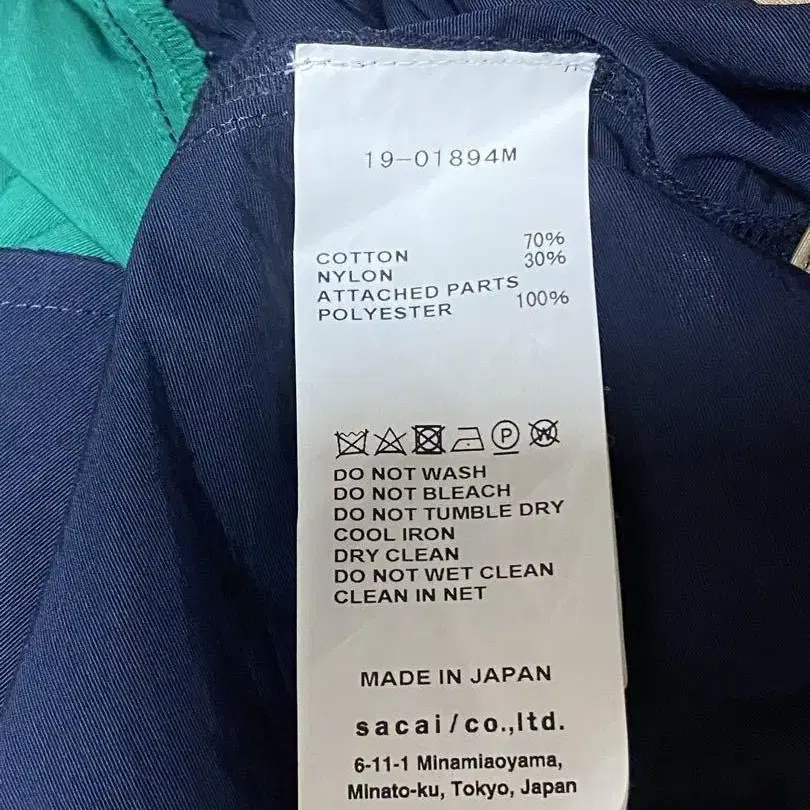 19-01894M
COTTON 70%
NYLON 30%
ATTACHED PARTS
POLYESTER 100%
P W
DO NOT WASH
DO NOT BLEACH
DO NOT TUMBLE DRY
COOL IRON
DRY CLEAN
DO NOT WET CLEAN
CLEAN IN NET
MADE IN JAPAN
sacai/co.,ltd.
6-11-1 Minamiaoyama,
Minato-ku, Tokyo, Japan